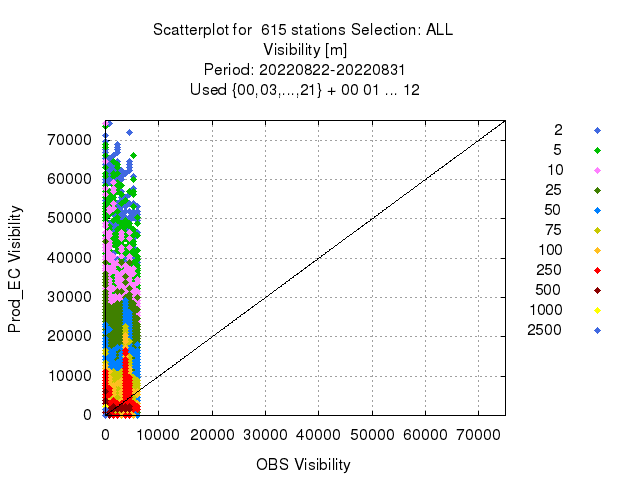 Scatterplot for  615 stations Selection: ALL
Visibility [m]
Period: 20220822-20220831
Used {00,03,...,21} + 00 01 ... 12
70000
60000
50000
40000
30000
20000
10000
0
Prod_EC Visibility
0 10000 20000 30000 40000 50000 60000 70000
OBS Visibility
2
5
10
25
50
75
100
250
500
1000
2500